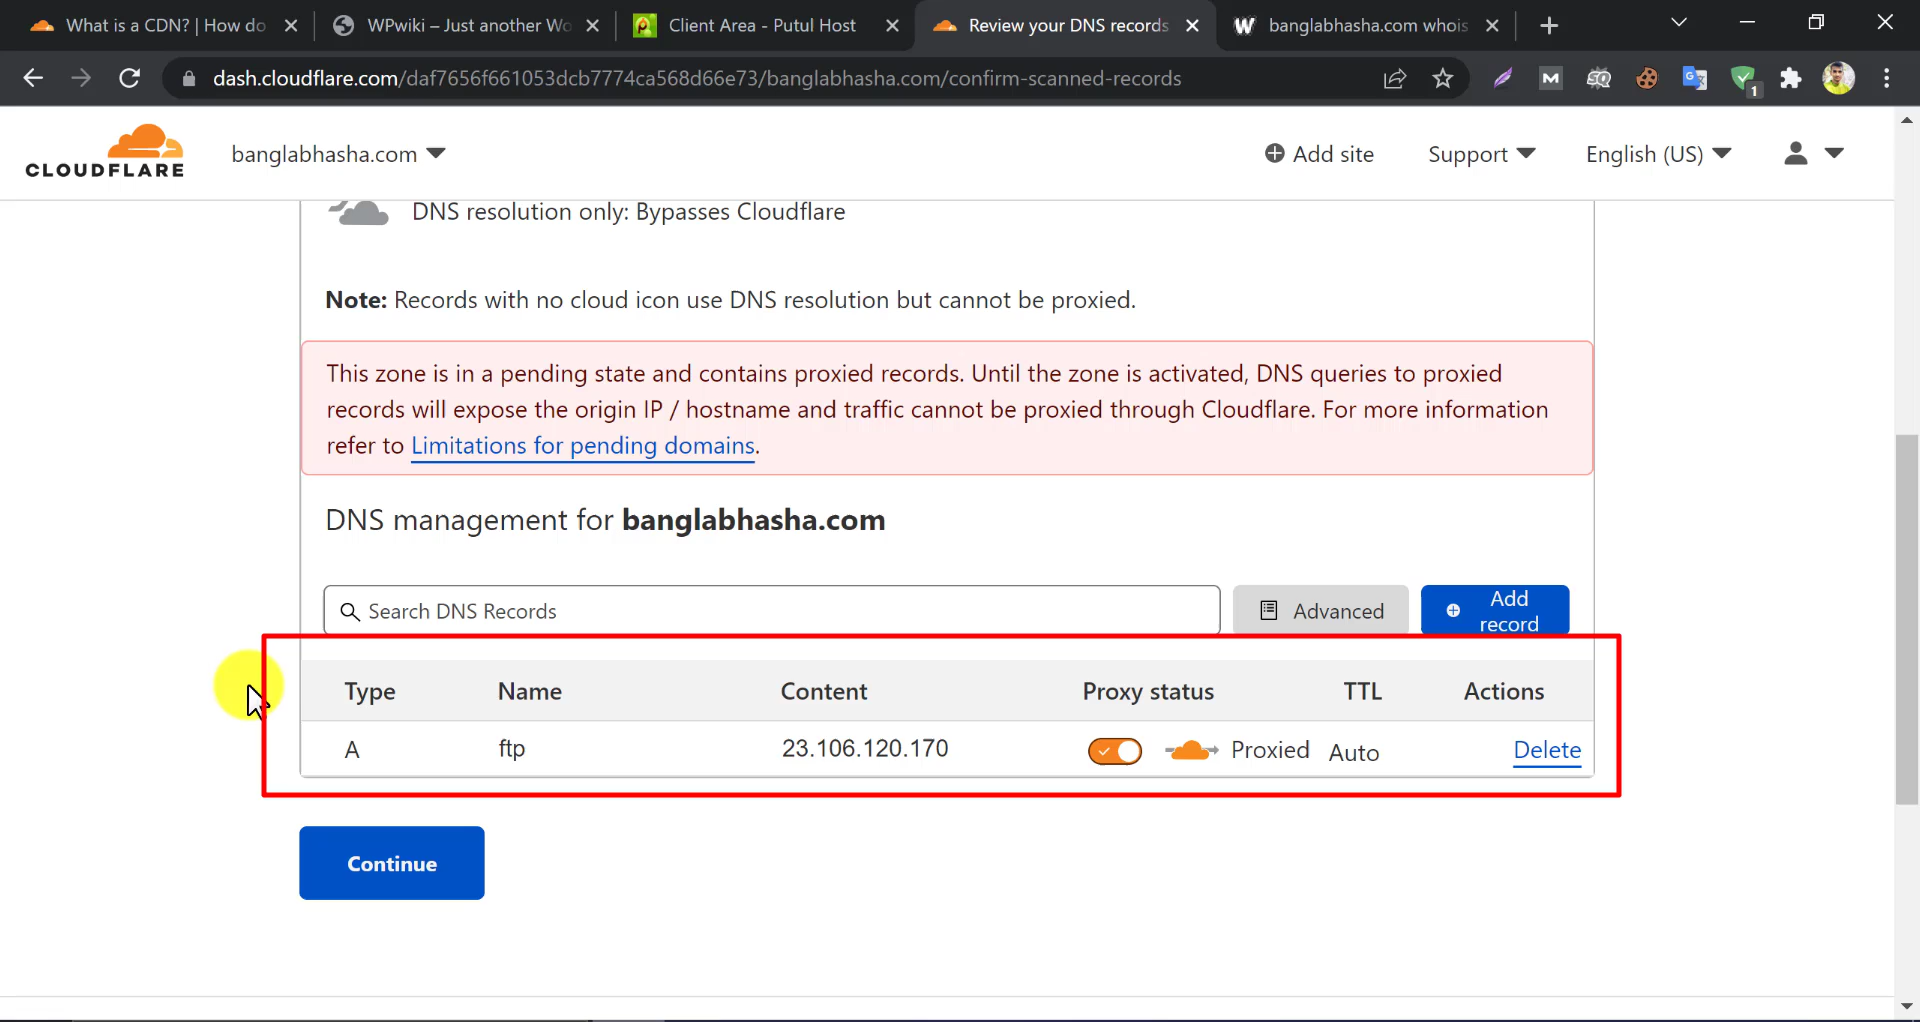 What is a CDN? | How do
WPwiki – Just another Wo
Client Area - Putul Host
Review your DNS records
banglabhasha.com whois
dash.cloudflare.com/daf7656f661053dcb7774ca568d66e73/banglabhasha.com/confirm-scanned-records
1
CLOUDFLARE
banglabhasha.com
Add site
Support
English (US)
DNS resolution only: Bypasses Cloudflare
Note: Records with no cloud icon use DNS resolution but cannot be proxied.
This zone is in a pending state and contains proxied records. Until the zone is activated, DNS queries to proxied
records will expose the origin IP / hostname and traffic cannot be proxied through Cloudflare. For more information
refer to Limitations for pending domains.
DNS management for banglabhasha.com
Search DNS Records
Advanced
Add
record
Type Name Content Proxy status TTL Actions
A ftp 23.106.120.170 Proxied Auto Delete
Continue